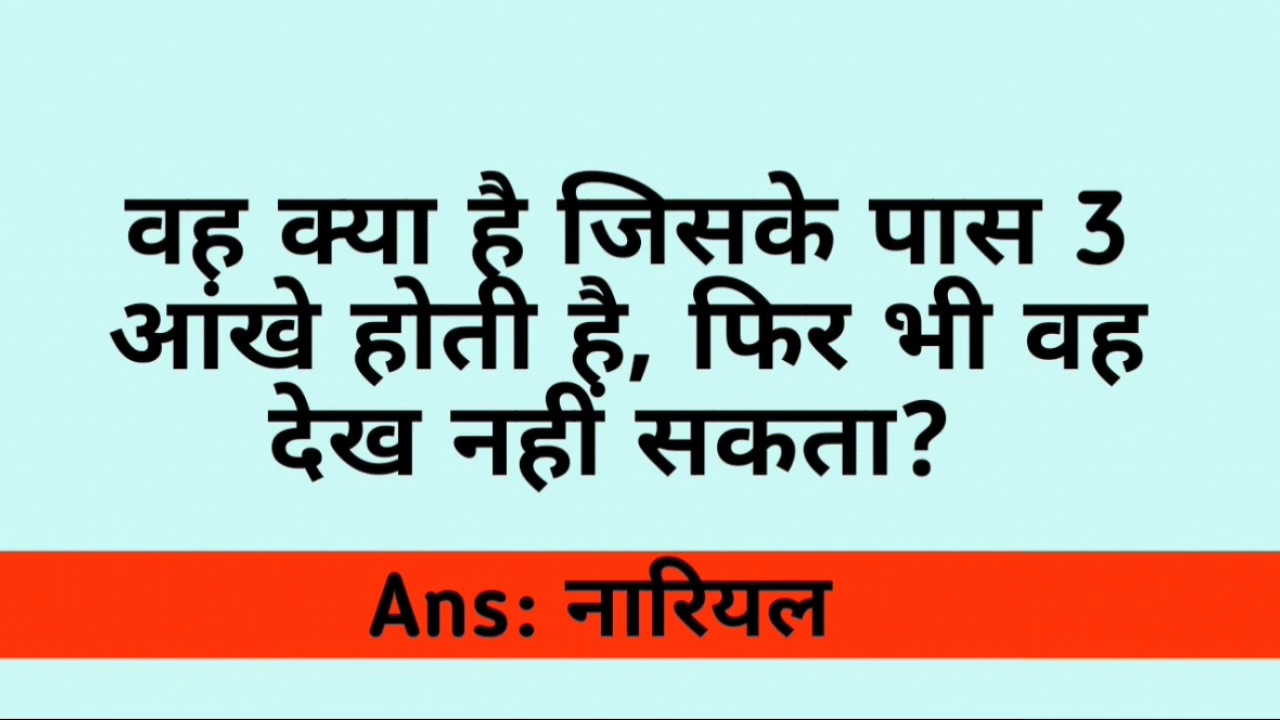 वह क्या है जिसके पास 3
आंखे होती है, फिर भी वह
देख नहीं सकता?
Ans: नारियल